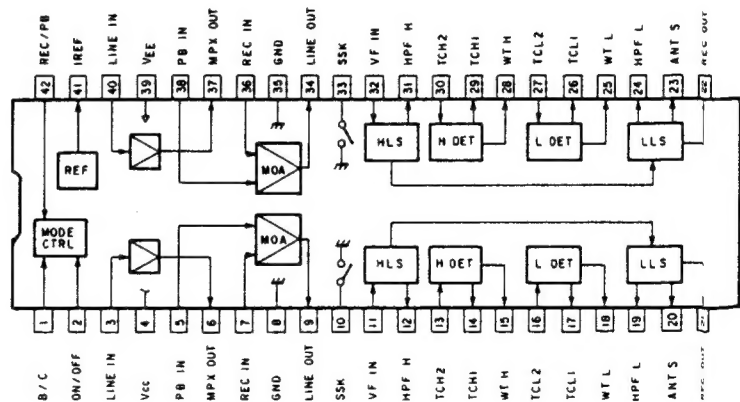 REC/PB
IREF
LINE IN
VEE
PB IN
MPX OUT
REC IN
GND
LINE OUT
SSK
VF IN
HPF H
TCH2
TCH1
WT H
TCL2
TCL1
WT L
HPF L
ANT S
REC OUT
42 41 40 39 38 37 36 35 34 33 32 31 30 29 28 27 26 25 24 23 22
REF MOA HLS H DET L DET LLS
MODE
CTRL
MOA HLS H DET L DET LLS
1 2 3 4 5 6 7 8 9 10 11 12 13 14 15 16 17 18 19 20
B/C
ON/OFF
LINE IN
Vcc
PB IN
MPX OUT
REC IN
GND
LINE OUT
SSK
VF IN
HPF H
TCH2
TCH1
WT H
TCL2
TCL1
WT L
HPF L
ANT S
REC OUT